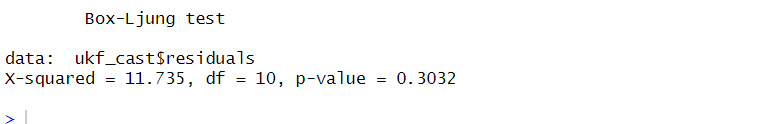 Box-Ljung test
data:  ukf_cast$residuals
X-squared = 11.735, df = 10, p-value = 0.3032
>